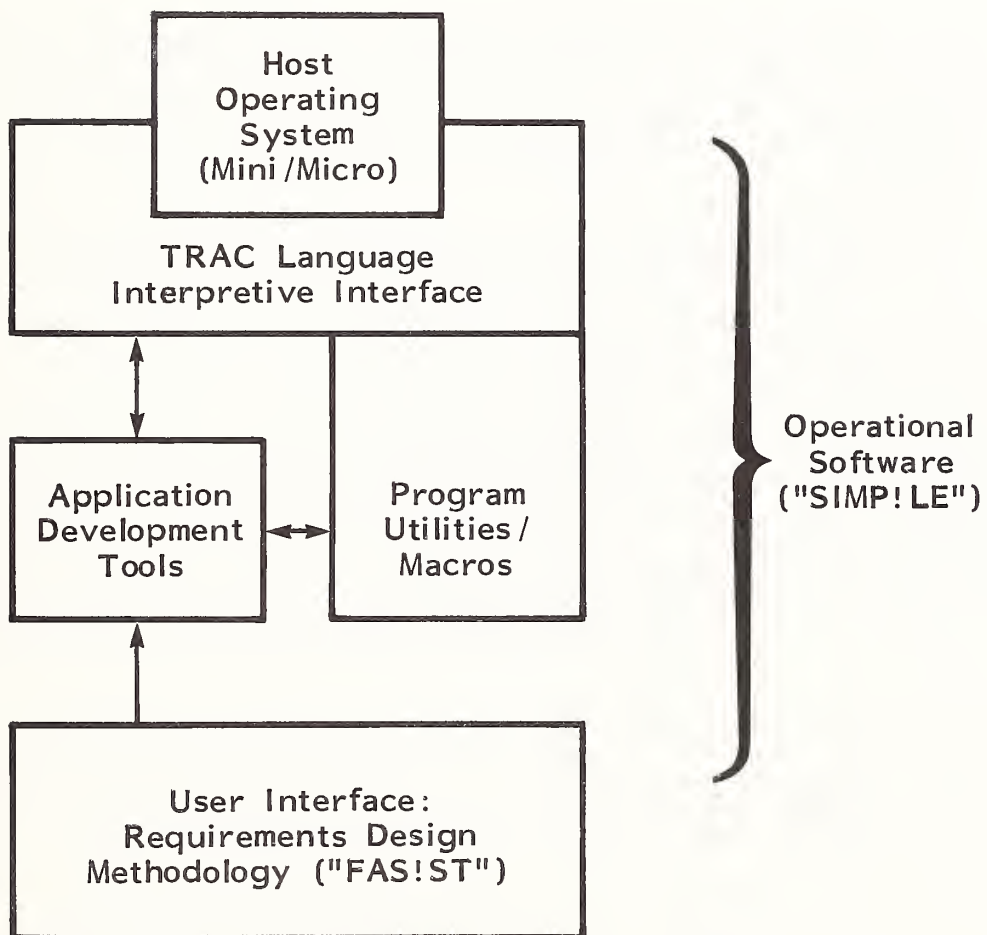 Host
Operating
System
(Mini/Micro)
TRAC Language
Interpretive Interface
Application
Development
Tools
Program
Utilities/
Macros
Operational
Software
("SIMP!LE")
User Interface:
Requirements Design
Methodology ("FAS!ST")